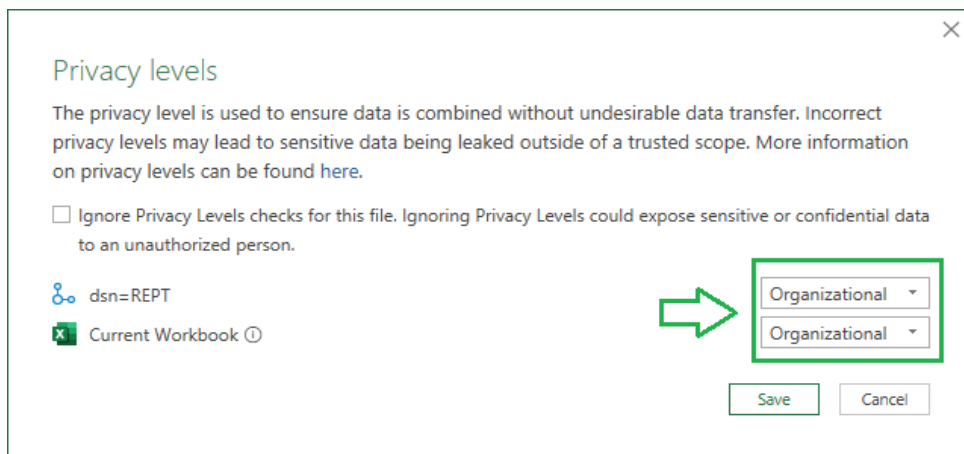 Privacy levels
The privacy level is used to ensure data is combined without undesirable data transfer. Incorrect
privacy levels may lead to sensitive data being leaked outside of a trusted scope. More information
on privacy levels can be found here.
Ignore Privacy Levels checks for this file. Ignoring Privacy Levels could expose sensitive or confidential data
to an unauthorized person.
dsn=REPT
Organizational
Current Workbook
Organizational
Save Cancel